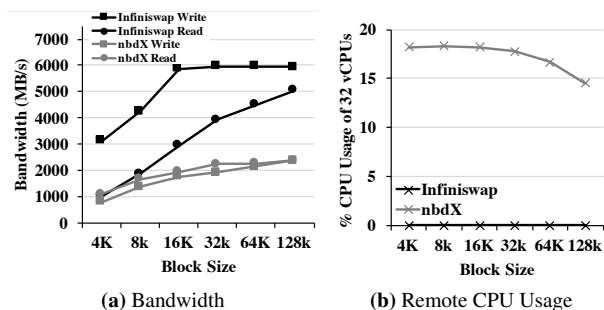 Infiniswap Write
Infiniswap Read
nbdX Write
nbdX Read
Bandwidth (MB/s)
7000
6000
5000
4000
3000
2000
1000
0
4K 8k 16K 32k 64K 128k
Block Size
(a) Bandwidth
% CPU Usage of 32 vCPUs
20
15
10
5
0
Infiniswap
nbdX
4K 8K 16K 32k 64K 128k
Block Size
(b) Remote CPU Usage